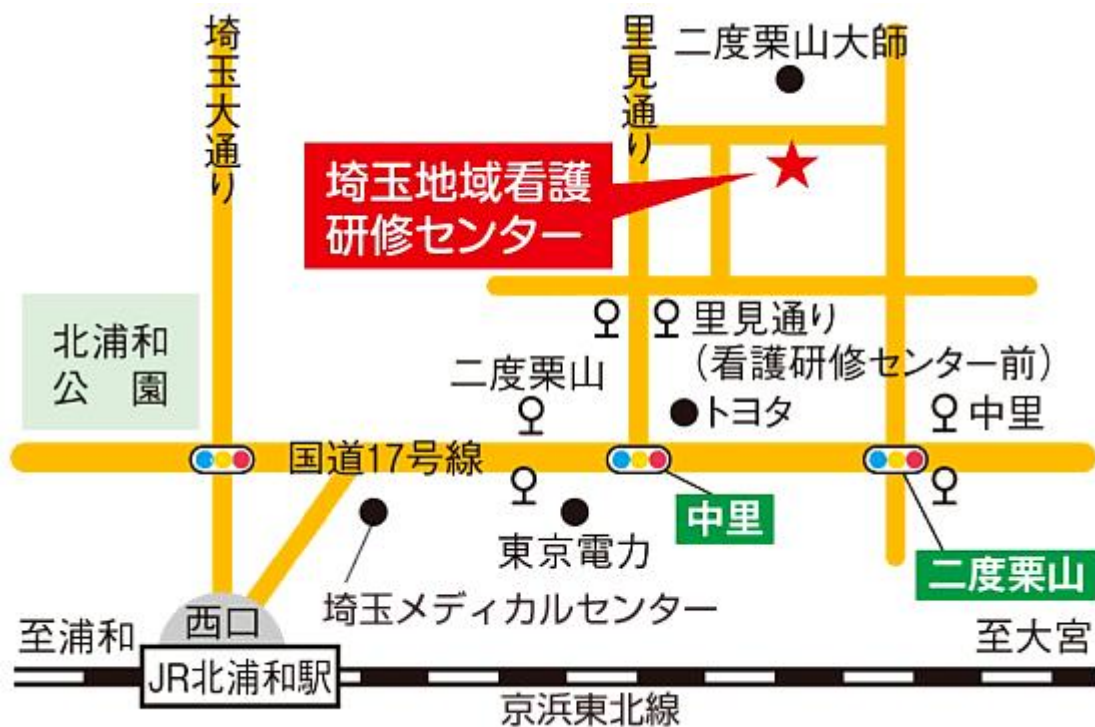 埼玉大通り
里見通り
二度栗山大師
埼玉地域看護
研修センター
北浦和
公園
里見通り
(看護研修センター前)
二度栗山
トヨタ
中里
国道17号線
中里
東京電力
二度栗山
埼玉メディカルセンター
西口
至浦和
至大宮
JR北浦和駅
京浜東北線